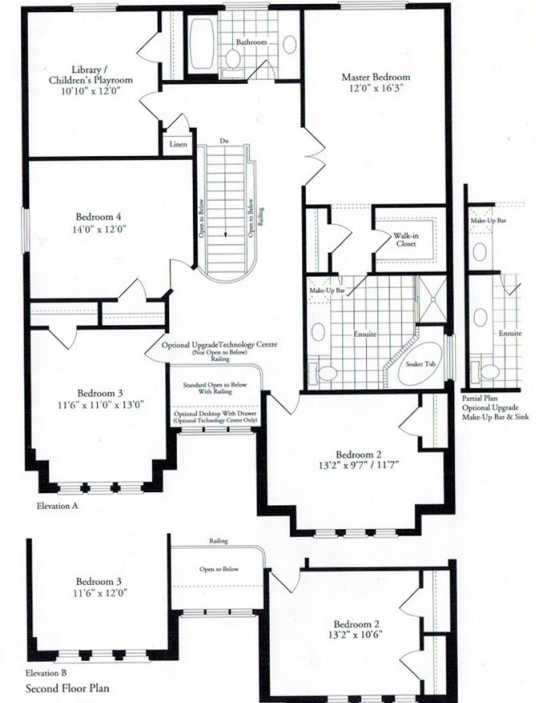 Library /
Children's Playroom
10'10" x 12'0"
Bathroom
Master Bedroom
12'0" x 16'3"
Linen
Dn
Open to Below
Open to Below
Railing
Bedroom 4
14'0" x 12'0"
Walk-in
Closet
Make-Up Bar
Make-Up Bar
Ensuite
Ensuite
Soaker Tub
Optional UpgradeTechnology Centre
(Not Open to Below)
Railing
Standard Open to Below
With Railing
Optional Desktop With Drawer
(Optional Technology Centre Only)
Partial Plan
Optional Upgrade
Make-Up Bar & Sink
Bedroom 3
11'6" x 11'0" x 13'0"
Bedroom 2
13'2" x 9'7" / 11'7"
Elevation A
Railing
Open to Below
Bedroom 3
11'6" x 12'0"
Bedroom 2
13'2" x 10'6"
Elevation B
Second Floor Plan